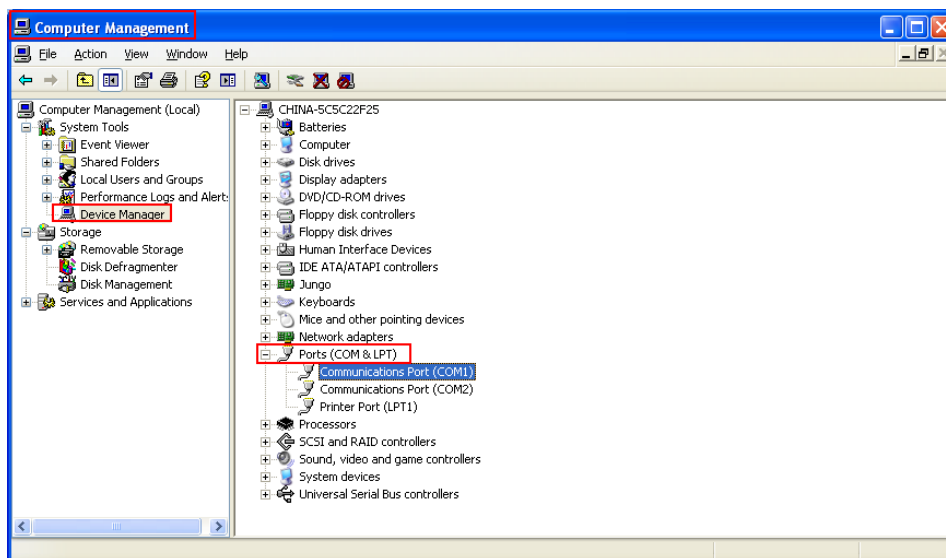 Computer Management
File Action View Window Help
Computer Management (Local)
System Tools
Event Viewer
Shared Folders
Local Users and Groups
Performance Logs and Alert
Device Manager
Storage
Removable Storage
Disk Defragmenter
Disk Management
Services and Applications
CHINA-5C5C22F25
Batteries
Computer
Disk drives
Display adapters
DVD/CD-ROM drives
Floppy disk controllers
Floppy disk drives
Human Interface Devices
IDE ATA/ATAPI controllers
Jungo
Keyboards
Mice and other pointing devices
Network adapters
Ports (COM & LPT)
Communications Port (COM1)
Communications Port (COM2)
Printer Port (LPT1)
Processors
SCSI and RAID controllers
Sound, video and game controllers
System devices
Universal Serial Bus controllers